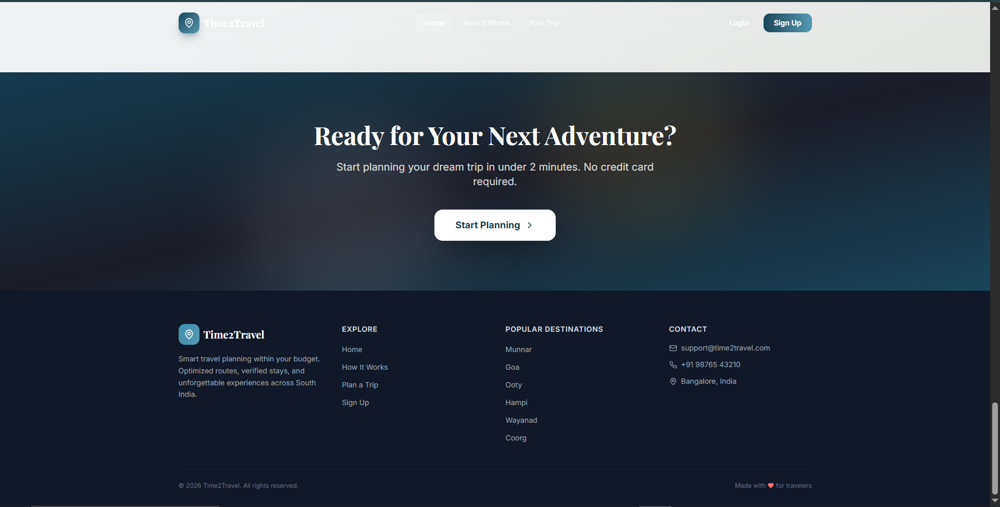 Time2Travel
Home
How It Works
Plan Trip
Login
Sign Up
Ready for Your Next Adventure?
Start planning your dream trip in under 2 minutes. No credit card
required.
Start Planning
Time2Travel
Smart travel planning within your budget.
Optimized routes, verified stays, and
unforgettable experiences across South
India.
EXPLORE
Home
How It Works
Plan a Trip
Sign Up
POPULAR DESTINATIONS
Munnar
Goa
Ooty
Hampi
Wayanad
Coorg
CONTACT
support@time2travel.com
+91 98765 43210
Bangalore, India
© 2026 Time2Travel. All rights reserved.
Made with ❤ for travelers